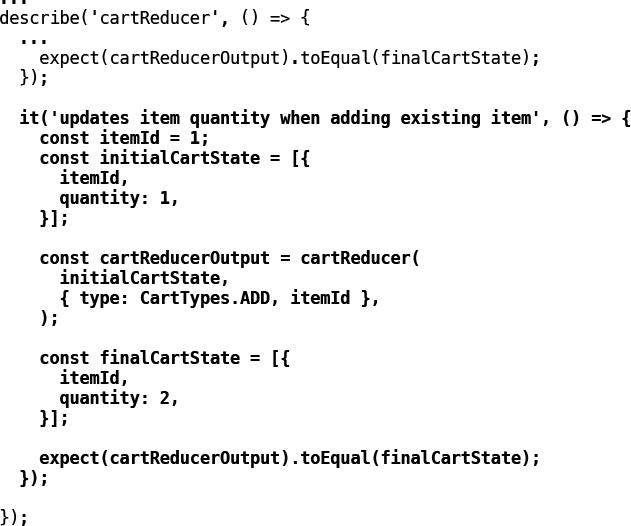 ...
describe('cartReducer', () => {
  ...
    expect(cartReducerOutput).toEqual(finalCartState);
  });

  it('updates item quantity when adding existing item', () => {
    const itemId = 1;
    const initialCartState = [{
      itemId,
      quantity: 1,
    }];

    const cartReducerOutput = cartReducer(
      initialCartState,
      { type: CartTypes.ADD, itemId },
    );

    const finalCartState = [{
      itemId,
      quantity: 2,
    }];

    expect(cartReducerOutput).toEqual(finalCartState);
  });

});